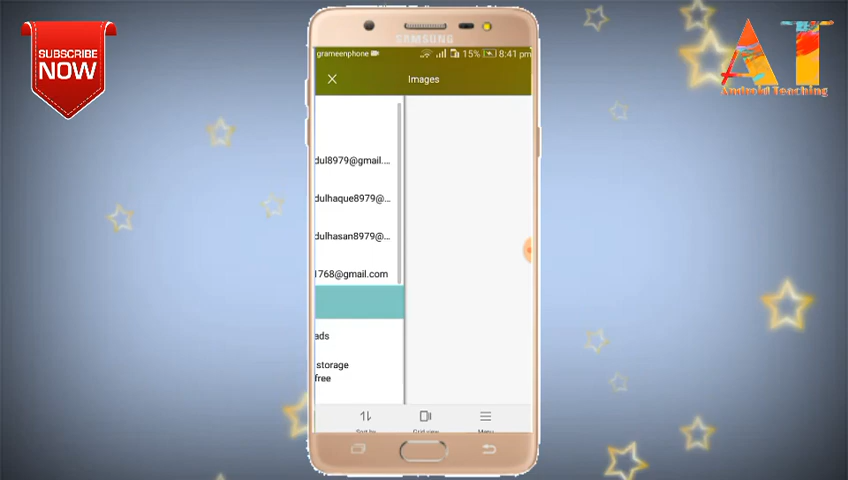 SUBSCRIBE
NOW
AT
Android Teaching
SAMSUNG
grameenphone 15% 8:41 pm
Images
dul8979@gmail....
dulhaque8979@...
dulhasan8979@...
1768@gmail.com
ads
storage
free
Sort by Grid view Menu